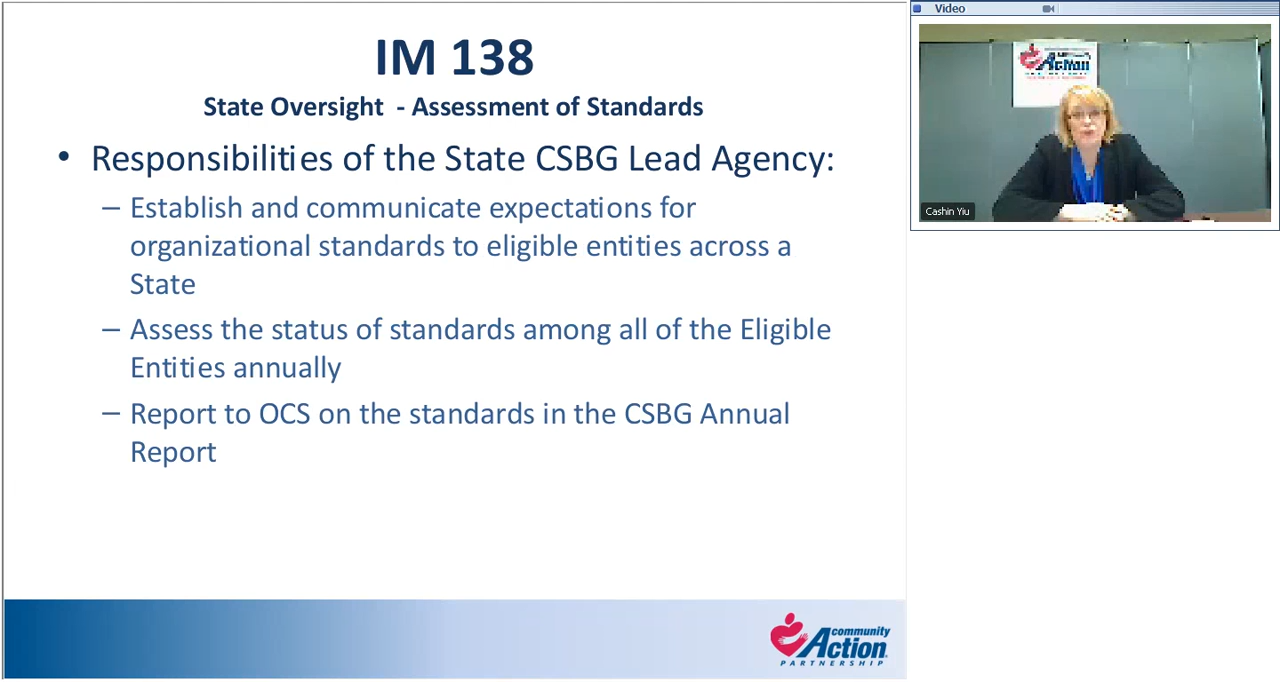 IM 138
State Oversight - Assessment of Standards
• Responsibilities of the State CSBG Lead Agency:
– Establish and communicate expectations for
organizational standards to eligible entities across a
State
– Assess the status of standards among all of the Eligible
Entities annually
– Report to OCS on the standards in the CSBG Annual
Report
community
Action
PARTNERSHIP
Video
Action
Cashin Yiu